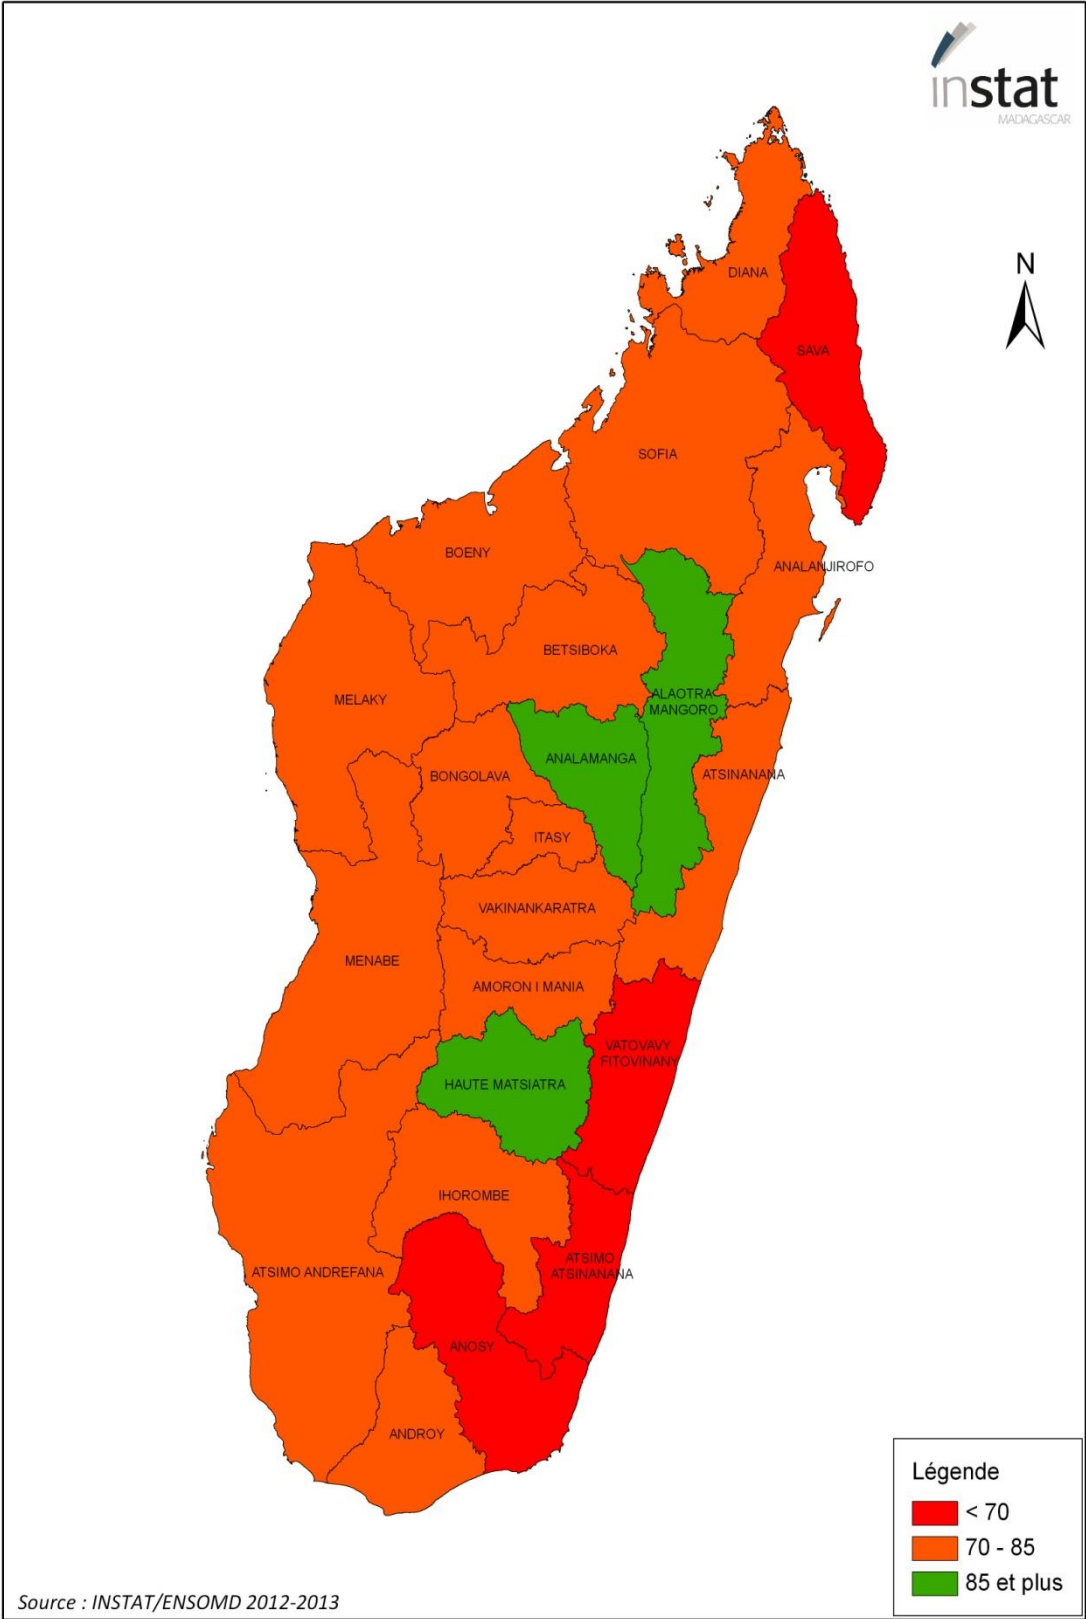 instat
MADAGASCAR
N
DIANA
SAVA
SOFIA
BOENY
ANALANJIROFO
BETSIBOKA
MELAKY
ALAOTRA
MANGORO
ANALAMANGA
BONGOLAVA
ATSINANANA
ITASY
VAKINANKARATRA
MENABE
AMORON I MANIA
VATOVAVY
FITOVINANY
HAUTE MATSIATRA
IHOROMBE
ATSIMO ANDREFANA
ATSIMO
ATSINANANA
ANOSY
ANDROY
Légende
< 70
70 - 85
85 et plus
Source : INSTAT/ENSOMD 2012-2013